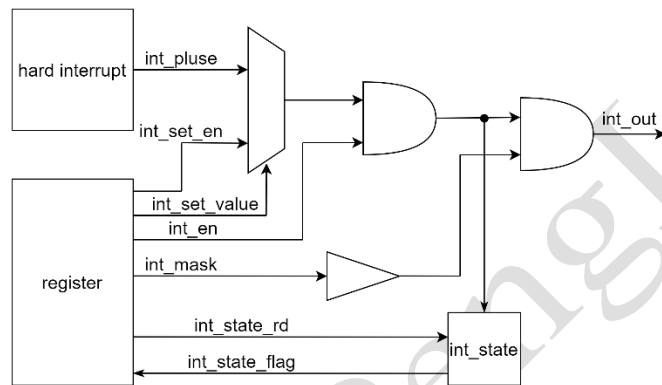 hard interrupt
int_pluse
int_set_en
int_set_value
int_en
int_mask
register
int_state_rd
int_state_flag
int_state
int_out